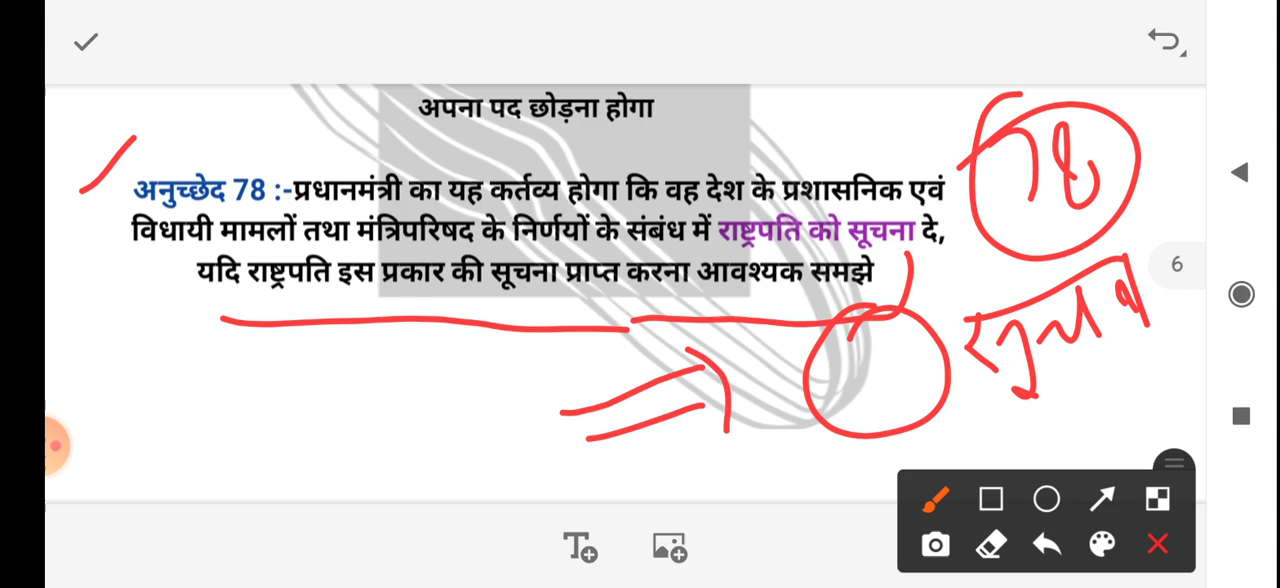 अपना पद छोड़ना होगा
अनुच्छेद 78 :-प्रधानमंत्री का यह कर्तव्य होगा कि वह देश के प्रशासनिक एवं
विधायी मामलों तथा मंत्रिपरिषद के निर्णयों के संबंध में राष्ट्रपति को सूचना दे,
यदि राष्ट्रपति इस प्रकार की सूचना प्राप्त करना आवश्यक समझे
78
6